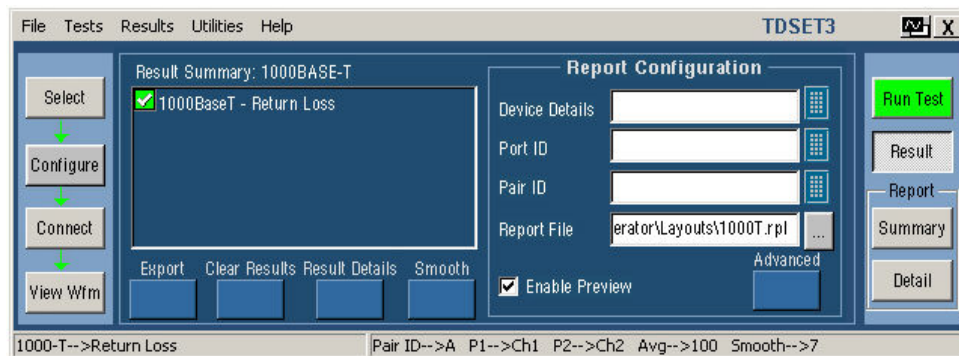 File Tests Results Utilities Help TDSET3 X
Select
Configure
Connect
View Wfm
Result Summary: 1000BASE-T
1000BaseT - Return Loss
Export Clear Results Result Details Smooth
Report Configuration
Device Details
Port ID
Pair ID
Report File erator\Layouts\1000T.rpl ...
Enable Preview
Advanced
Run Test
Result
Report
Summary
Detail
1000-T-->Return Loss Pair ID-->A P1-->Ch1 P2-->Ch2 Avg-->100 Smooth-->7